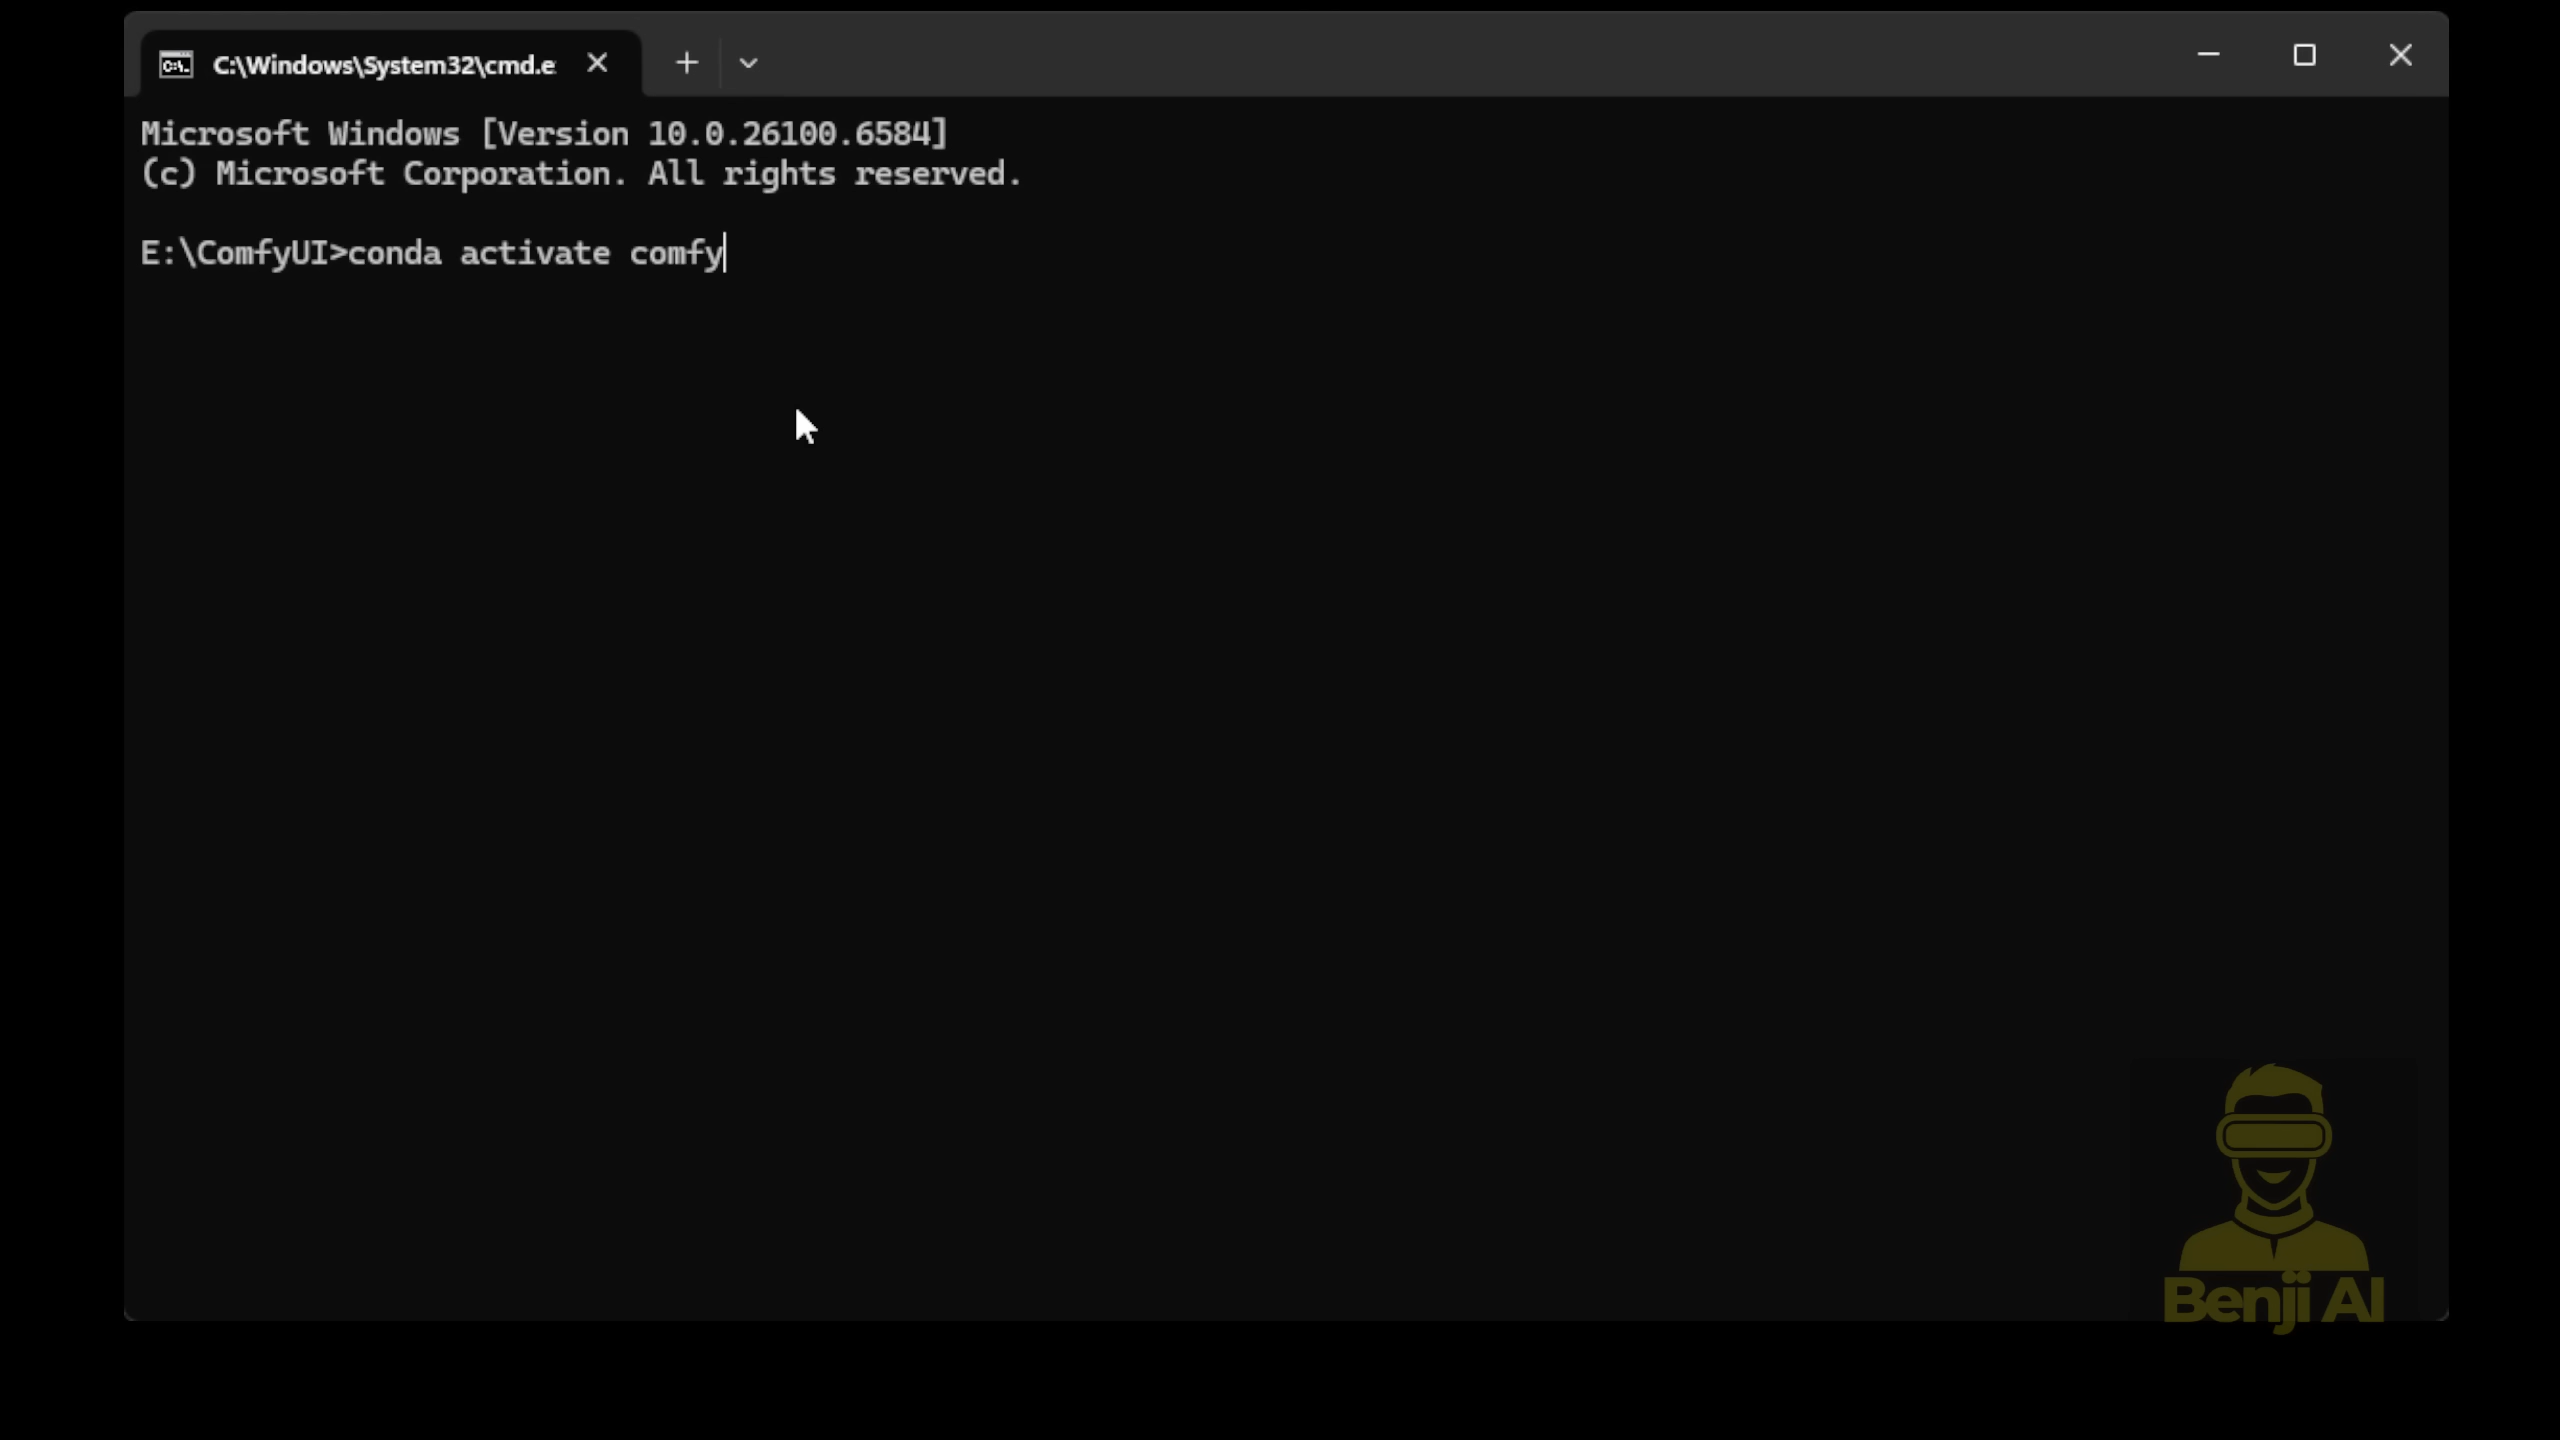 C:\Windows\System32\cmd.e
Microsoft Windows [Version 10.0.26100.6584]
(c) Microsoft Corporation. All rights reserved.
E:\ComfyUI>conda activate comfy
Benji AI